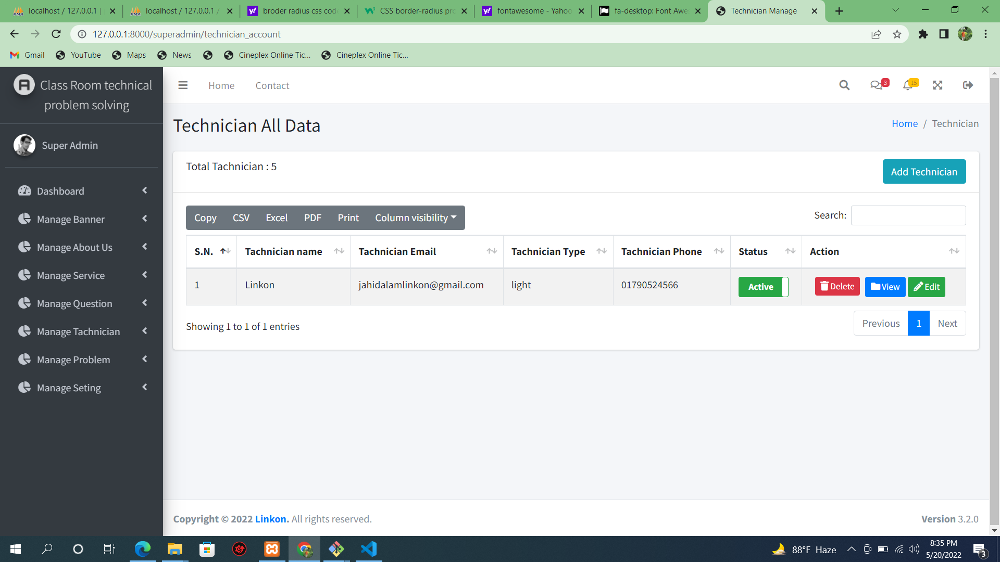 localhost / 127.0.0.1 |
localhost / 127.0.0.1 /
broder radius css cod
CSS border-radius pro
fontawesome - Yahoo
fa-desktop: Font Awe
Technician Manage
127.0.0.1:8000/superadmin/technician_account
Gmail
YouTube
Maps
News
Cineplex Online Tic...
Cineplex Online Tic...
Class Room technical
problem solving
Home
Contact
3
15
Super Admin
Dashboard
Manage Banner
Manage About Us
Manage Service
Manage Question
Manage Tachnician
Manage Problem
Manage Seting
Technician All Data
Home / Technician
Total Tachnician : 5
Add Technician
Copy CSV Excel PDF Print Column visibility
Search:
S.N. Tachnician name Tachnician Email Tachnician Type Tachnician Phone Status Action
1 Linkon jahidalamlinkon@gmail.com light 01790524566 Active Delete View Edit
Showing 1 to 1 of 1 entries
Previous 1 Next
Copyright © 2022 Linkon. All rights reserved.
Version 3.2.0
88°F Haze
8:35 PM
5/20/2022
3